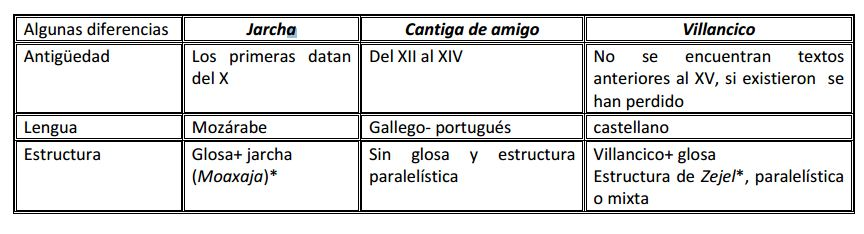 Algunas diferencias Jarcha Cantiga de amigo Villancico
Antigüedad Los primeras datan Del XII al XIV No se encuentran textos
del X anteriores al XV, si existieron se
han perdido
Lengua Mozárabe Gallego- portugués castellano
Estructura Glosa+ jarcha Sin glosa y estructura Villancico+ glosa
(Moaxaja)* paralelística Estructura de Zejel*, paralelística
o mixta